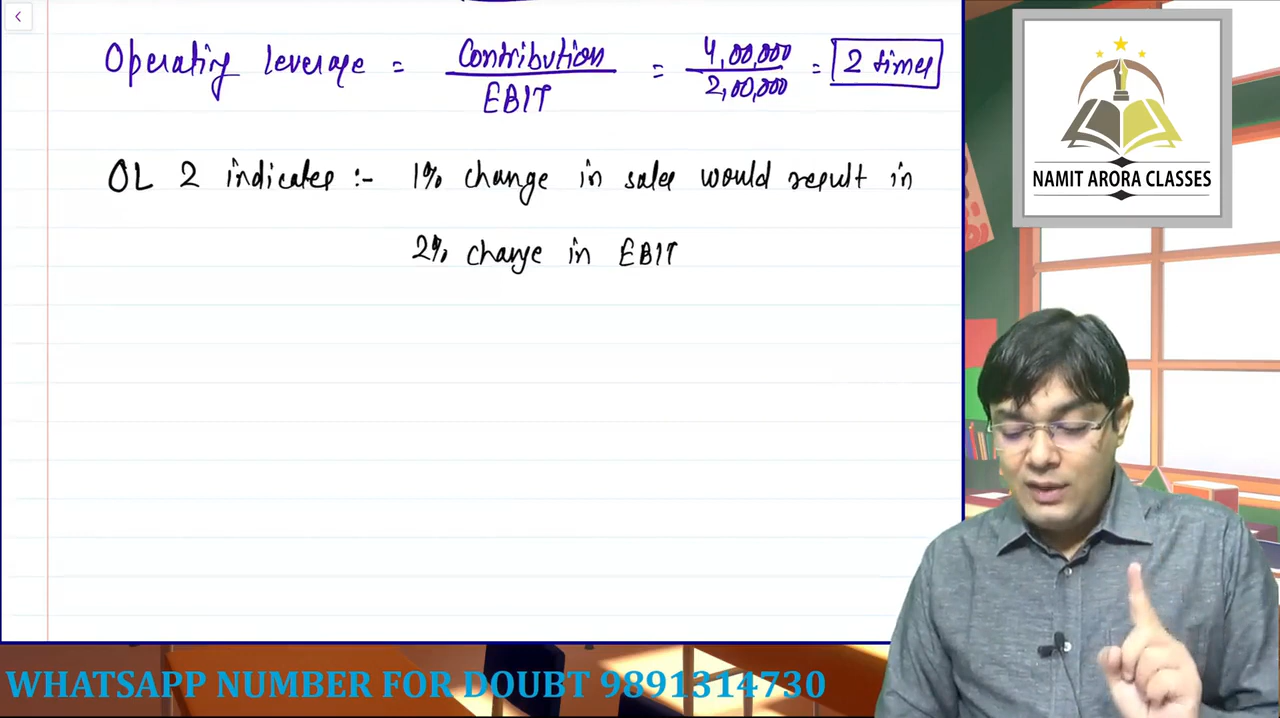 Operating leverage = Contribution / EBIT = 4,00,000 / 2,00,000 = 2 times
OL 2 indicates :- 1% change in sales would result in
2% change in EBIT
NAMIT ARORA CLASSES
WHATSAPP NUMBER FOR DOUBT 9891314730